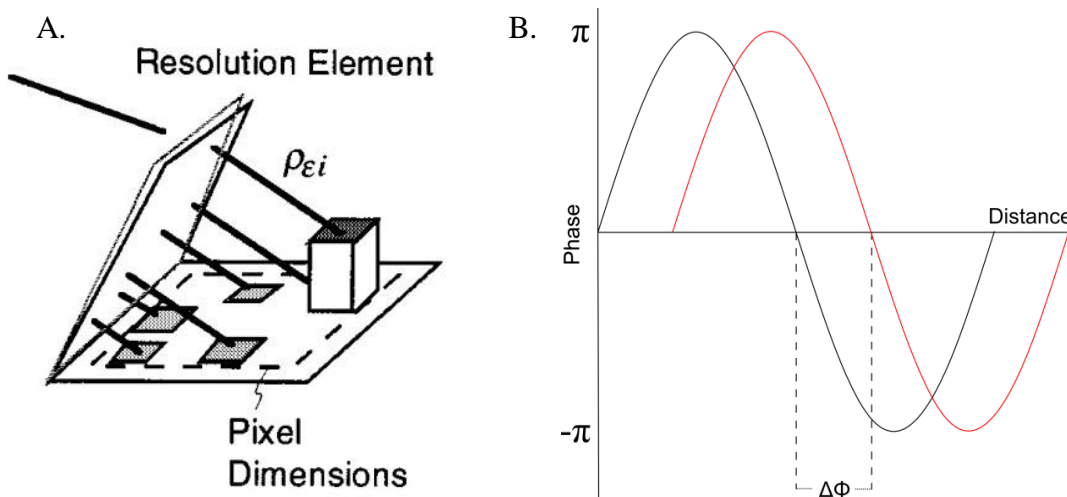 A.
Resolution Element
ρεi
Pixel
Dimensions
B.
π
Phase
Distance
-π
ΔΦ